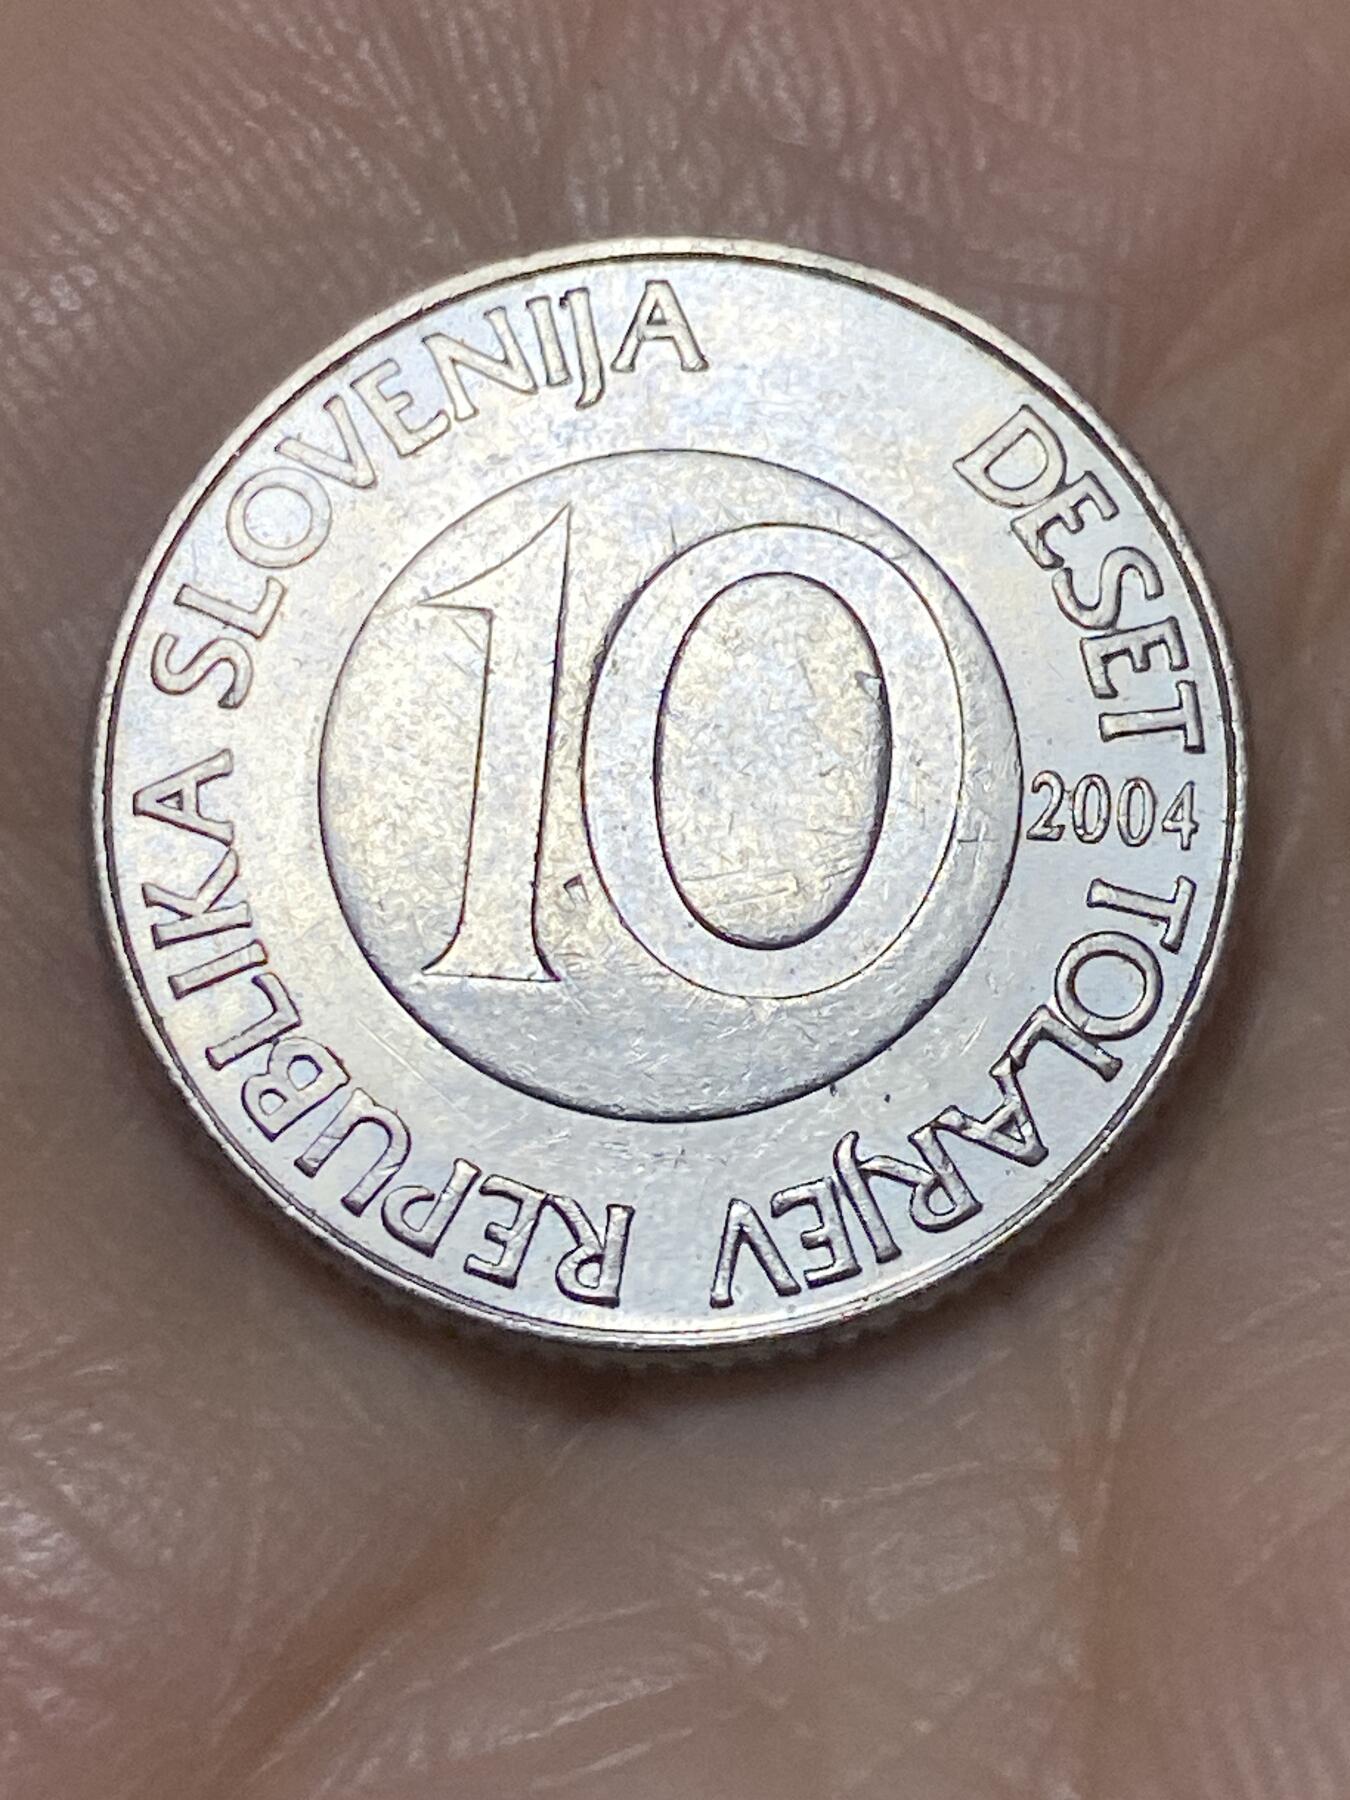 REPUBLIKA SLOVENIJA
DESET TOLARJEV
2004
10